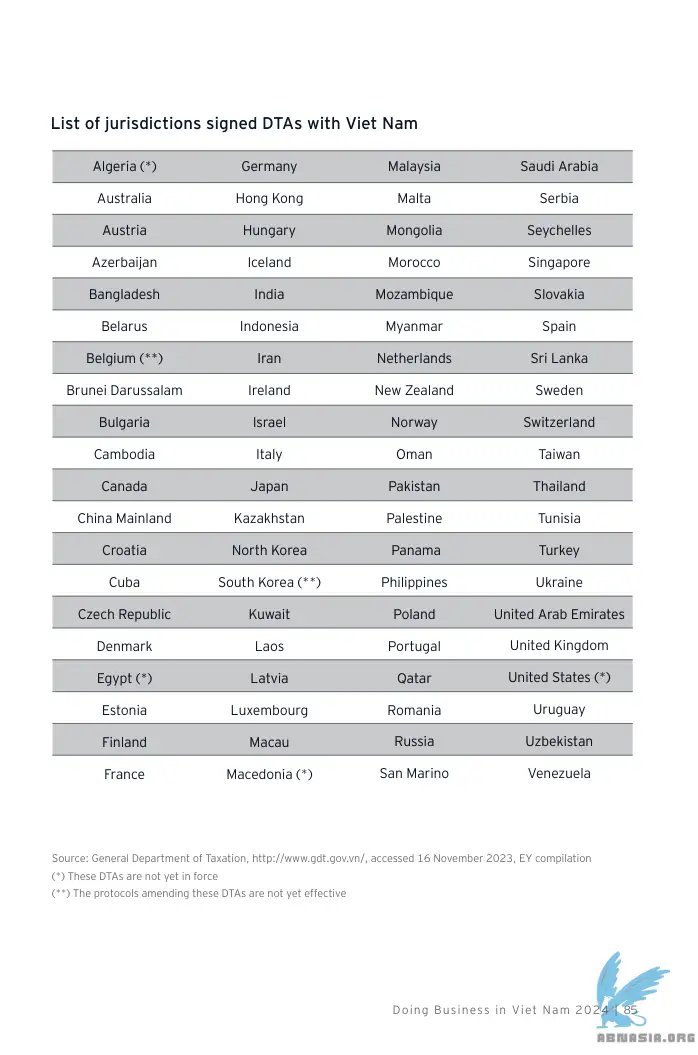 List of jurisdictions signed DTAs with Viet Nam
Algeria (*) Germany Malaysia Saudi Arabia
Australia Hong Kong Malta Serbia
Austria Hungary Mongolia Seychelles
Azerbaijan Iceland Morocco Singapore
Bangladesh India Mozambique Slovakia
Belarus Indonesia Myanmar Spain
Belgium (**) Iran Netherlands Sri Lanka
Brunei Darussalam Ireland New Zealand Sweden
Bulgaria Israel Norway Switzerland
Cambodia Italy Oman Taiwan
Canada Japan Pakistan Thailand
China Mainland Kazakhstan Palestine Tunisia
Croatia North Korea Panama Turkey
Cuba South Korea (**) Philippines Ukraine
Czech Republic Kuwait Poland United Arab Emirates
Denmark Laos Portugal United Kingdom
Egypt (*) Latvia Qatar United States (*)
Estonia Luxembourg Romania Uruguay
Finland Macau Russia Uzbekistan
France Macedonia (*) San Marino Venezuela
Source: General Department of Taxation, http://www.gdt.gov.vn/, accessed 16 November 2023, EY compilation
(*) These DTAs are not yet in force
(**) The protocols amending these DTAs are not yet effective
Doing Business in Viet Nam 2024 | 85
ABNASIA.ORG